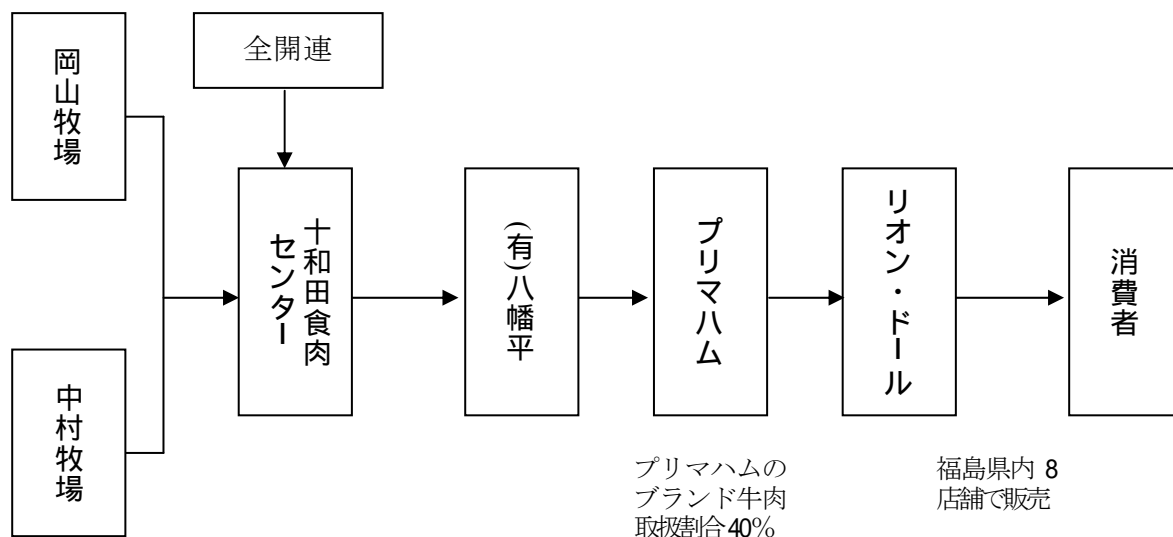 岡山牧場
全開連
中村牧場
十和田食肉
センター
(有)八幡平
プリマハム
リオン・ドール
消費者
プリマハムの
ブランド牛肉
取扱割合40%
福島県内 8
店舗で販売